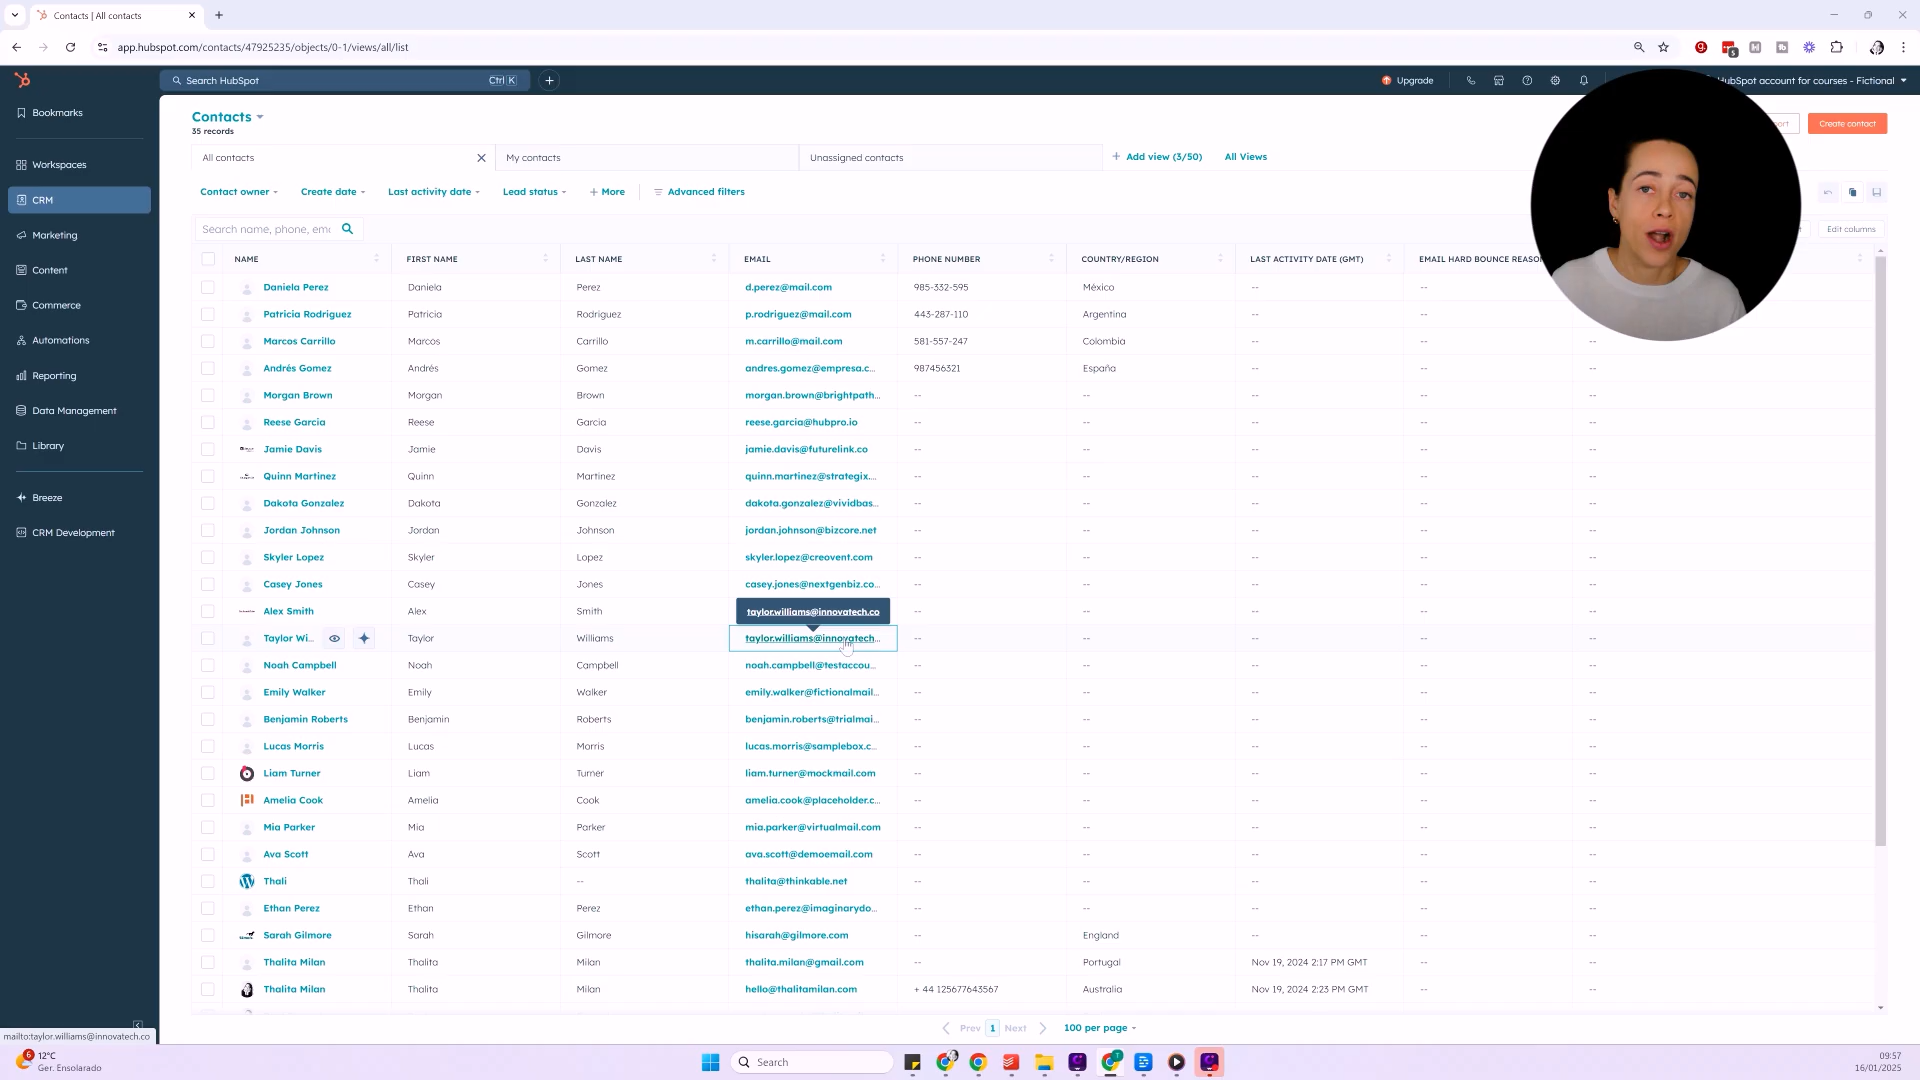 Contacts | All contacts
app.hubspot.com/contacts/47925235/objects/0-1/views/all/list
5
Search HubSpot
Ctrl K
Upgrade
HubSpot account for courses - Fictional
Bookmarks
Workspaces
CRM
Marketing
Content
Commerce
Automations
Reporting
Data Management
Library
Breeze
CRM Development
Contacts
35 records
Create contact
All contacts
My contacts
Unassigned contacts
+ Add view (3/50)
All Views
Contact owner
Create date
Last activity date
Lead status
+ More
Advanced filters
Search name, phone, ema
Edit columns
NAME FIRST NAME LAST NAME EMAIL PHONE NUMBER COUNTRY/REGION LAST ACTIVITY DATE (GMT) EMAIL HARD BOUNCE REASON
Daniela Perez Daniela Perez d.perez@mail.com 985-332-595 México -- --
Patricia Rodriguez Patricia Rodriguez p.rodriguez@mail.com 443-287-110 Argentina -- --
Marcos Carrillo Marcos Carrillo m.carrillo@mail.com 581-557-247 Colombia -- -- --
Andrés Gomez Andrés Gomez andres.gomez@empresa.c... 987456321 España -- -- --
Morgan Brown Morgan Brown morgan.brown@brightpath... -- -- -- -- --
Reese Garcia Reese Garcia reese.garcia@hubpro.io -- -- -- -- --
Jamie Davis Jamie Davis jamie.davis@futurelink.co -- -- -- -- --
Quinn Martinez Quinn Martinez quinn.martinez@strategix.... -- -- -- -- --
Dakota Gonzalez Dakota Gonzalez dakota.gonzalez@vividbas... -- -- -- -- --
Jordan Johnson Jordan Johnson jordan.johnson@bizcore.net -- -- -- -- --
Skyler Lopez Skyler Lopez skyler.lopez@creovent.com -- -- -- -- --
Casey Jones Casey Jones casey.jones@nextgenbiz.co... -- -- -- -- --
Alex Smith Alex Smith taylor.williams@innovatech.co -- -- -- -- --
Taylor Wi... Taylor Williams taylor.williams@innovatech... -- -- -- -- --
Noah Campbell Noah Campbell noah.campbell@testaccou... -- -- -- -- --
Emily Walker Emily Walker emily.walker@fictionalmail... -- -- -- -- --
Benjamin Roberts Benjamin Roberts benjamin.roberts@trialmai... -- -- -- -- --
Lucas Morris Lucas Morris lucas.morris@samplebox.c... -- -- -- -- --
Liam Turner Liam Turner liam.turner@mockmail.com -- -- -- -- --
Amelia Cook Amelia Cook amelia.cook@placeholder.c... -- -- -- -- --
Mia Parker Mia Parker mia.parker@virtualmail.com -- -- -- -- --
Ava Scott Ava Scott ava.scott@demoemail.com -- -- -- -- --
Thali Thali -- thalita@thinkable.net -- -- -- -- --
Ethan Perez Ethan Perez ethan.perez@imaginarydo... -- -- -- -- --
Sarah Gilmore Sarah Gilmore hisarah@gilmore.com England -- -- --
Thalita Milan Thalita Milan thalita.milan@gmail.com -- Portugal Nov 19, 2024 2:17 PM GMT -- --
Thalita Milan Thalita Milan hello@thalitamilan.com + 44 125677643567 Australia Nov 19, 2024 2:23 PM GMT -- --
Prev 1 Next
100 per page
mailto:taylor.williams@innovatech.co
6
12°C
Ger. Ensolarado
Search
09:57
16/01/2025